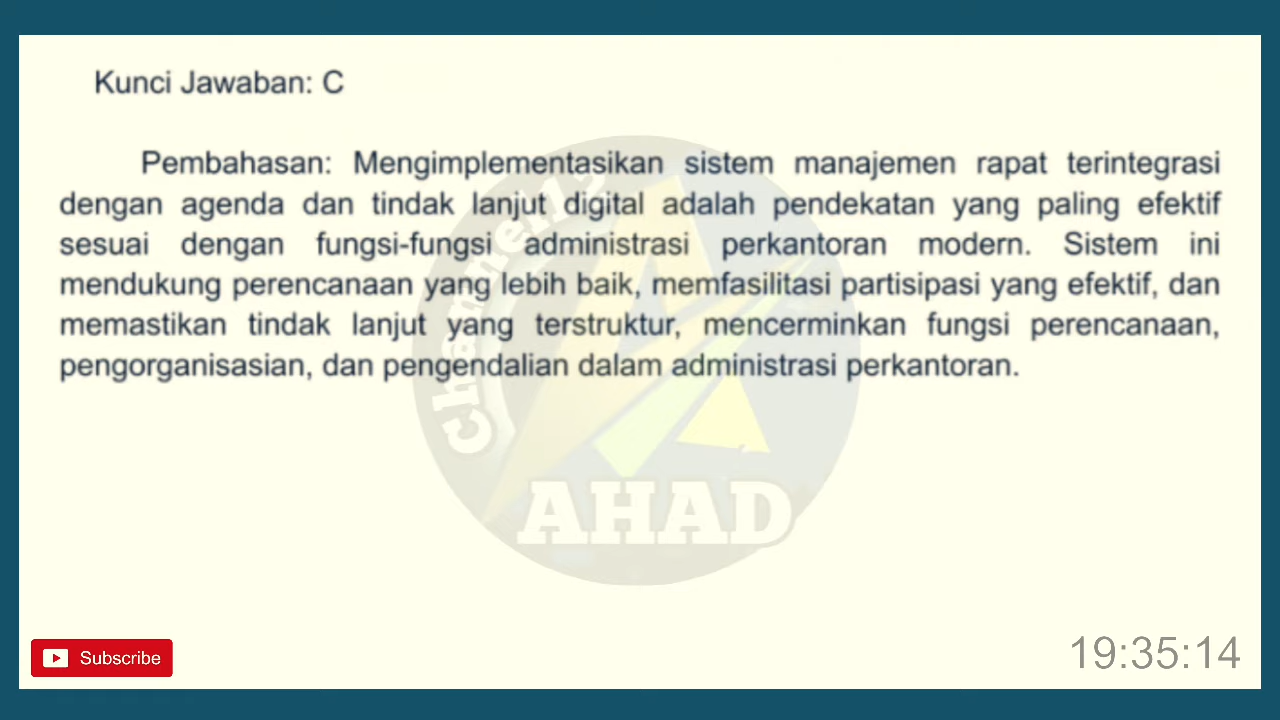 Kunci Jawaban: C
Pembahasan: Mengimplementasikan sistem manajemen rapat terintegrasi
dengan agenda dan tindak lanjut digital adalah pendekatan yang paling efektif
sesuai dengan fungsi-fungsi administrasi perkantoran modern. Sistem ini
mendukung perencanaan yang lebih baik, memfasilitasi partisipasi yang efektif, dan
memastikan tindak lanjut yang terstruktur, mencerminkan fungsi perencanaan,
pengorganisasian, dan pengendalian dalam administrasi perkantoran.
AHAD
Subscribe
19:35:14